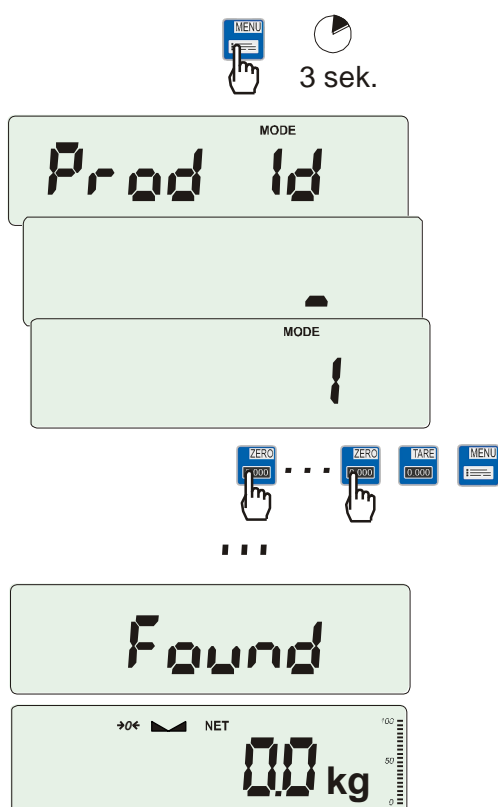 MENU
3 sek.
MODE
Prod Id
_
MODE
1
ZERO 0.000 ... ZERO 0.000 TARE 0.000 MENU
...
Found
→0← NET
100
50
0
0.0 kg